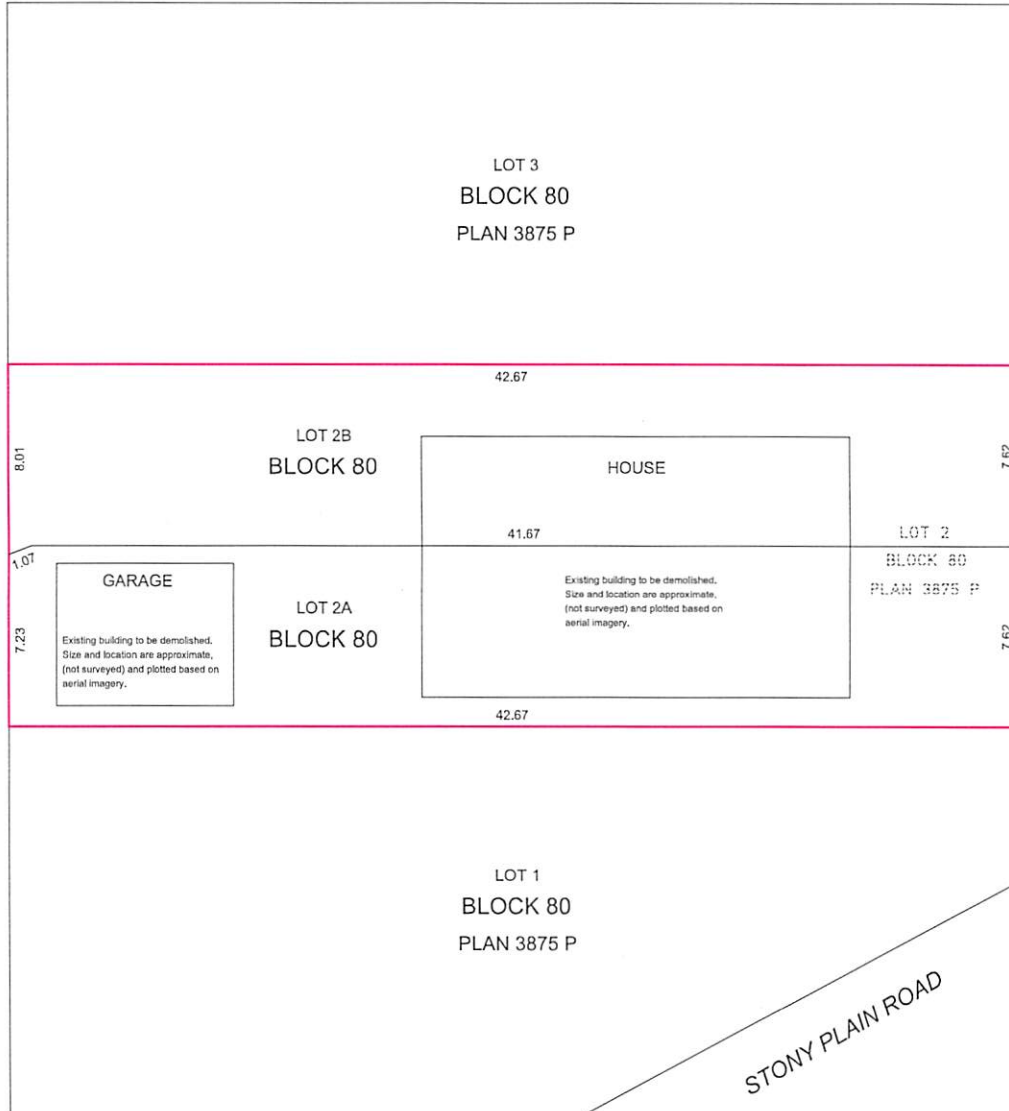 LOT 3
BLOCK 80
PLAN 3875 P
42.67
8.01
LOT 2B
BLOCK 80
HOUSE
7.62
41.67
LOT 2
BLOCK 80
PLAN 3875 P
1.07
GARAGE
Existing building to be demolished.
Size and location are approximate,
(not surveyed) and plotted based on
aerial imagery.
7.23
LOT 2A
BLOCK 80
Existing building to be demolished.
Size and location are approximate,
(not surveyed) and plotted based on
aerial imagery.
7.62
42.67
LOT 1
BLOCK 80
PLAN 3875 P
STONY PLAIN ROAD